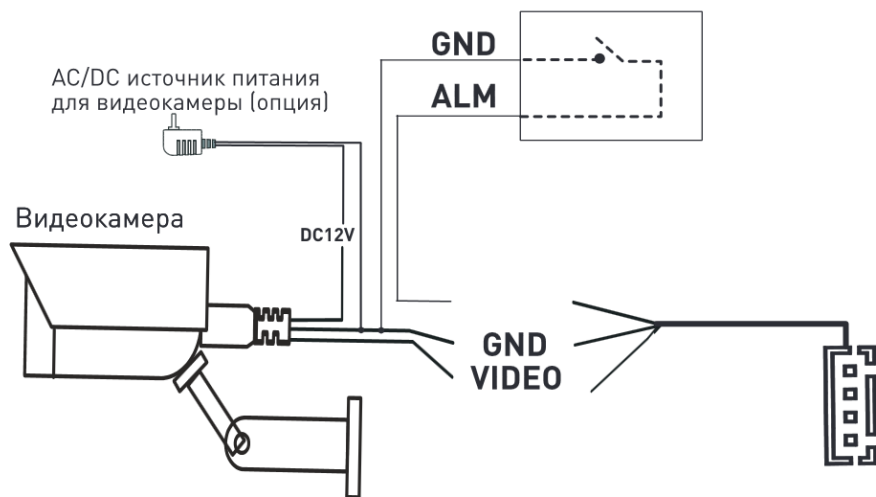 GND
AC/DC источник питания
для видеокамеры (опция)
ALM
Видеокамера
DC12V
GND
VIDEO